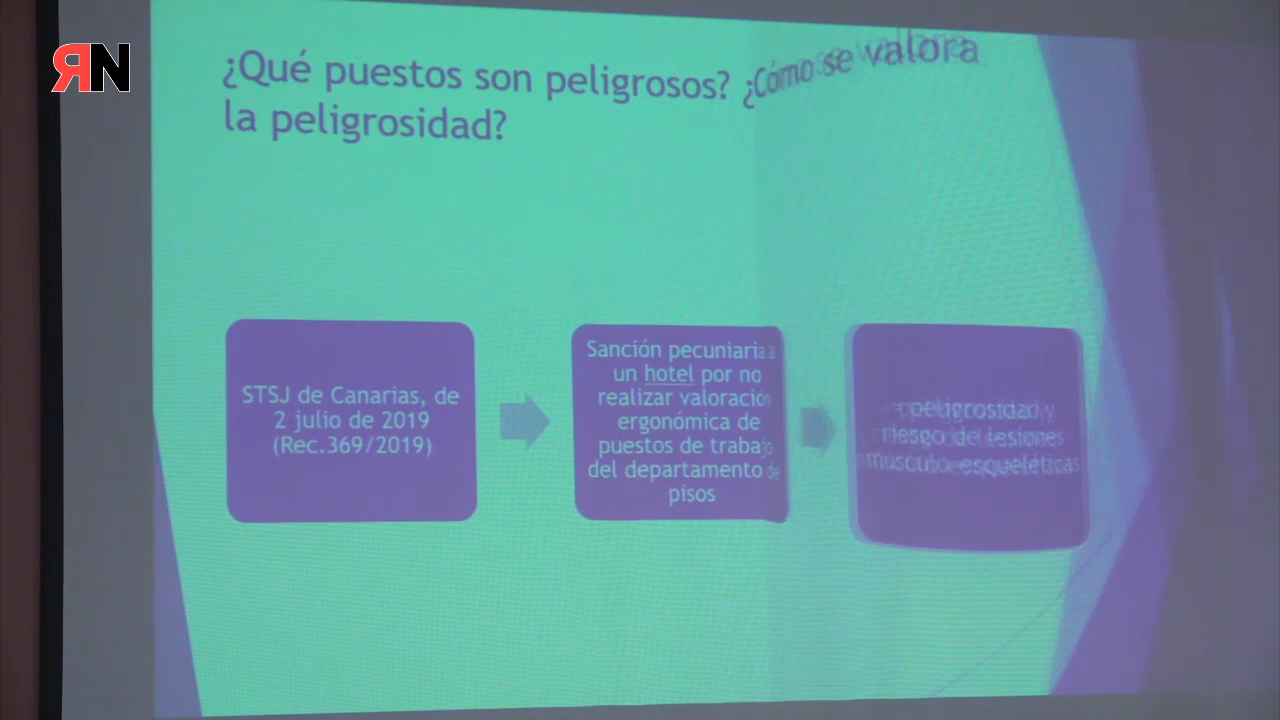 RN
¿Qué puestos son peligrosos? ¿Cómo se valora
la peligrosidad?
STSJ de Canarias, de
2 julio de 2019
(Rec.369/2019)
Sanción pecuniaria a
un hotel por no
realizar valoración
ergonómica de
puestos de trabajo
del departamento de
pisos
peligrosidad y
riesgo de lesiones
musculo esqueléticas